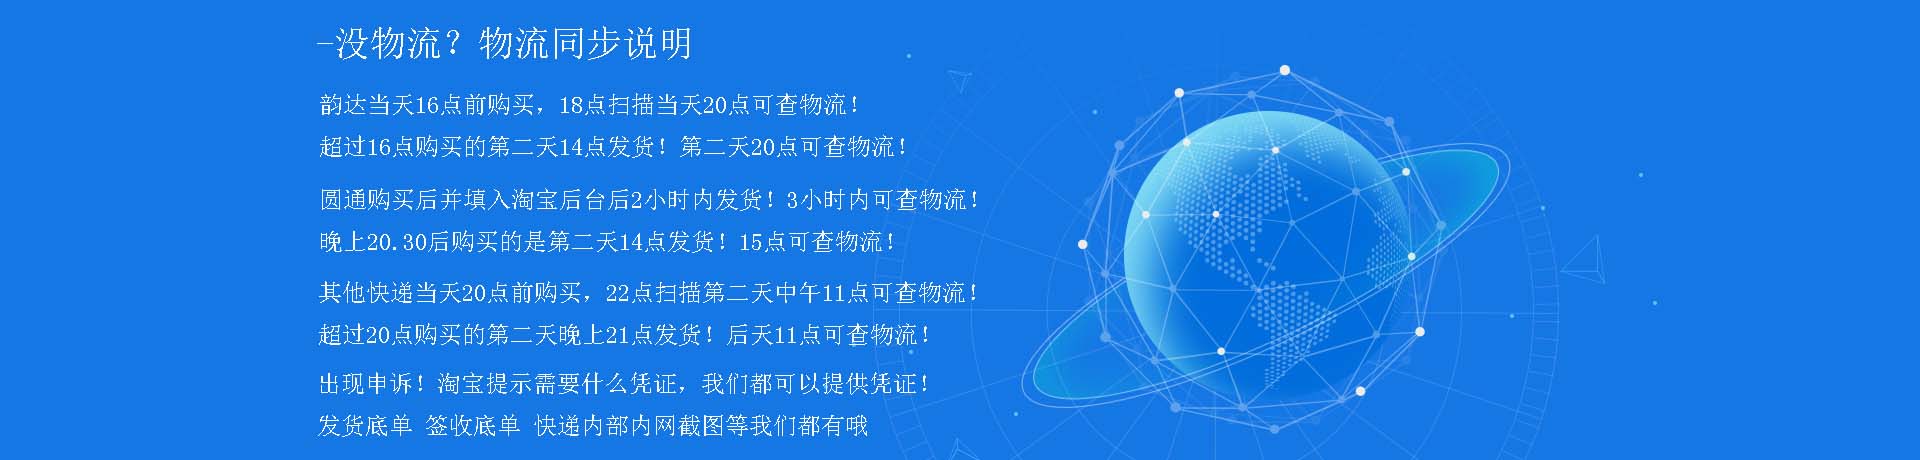 -没物流？物流同步说明
韵达当天16点前购买，18点扫描当天20点可查物流！
超过16点购买的第二天14点发货！第二天20点可查物流！
圆通购买后并填入淘宝后台后2小时内发货！3小时内可查物流！
晚上20.30后购买的是第二天14点发货！15点可查物流！
其他快递当天20点前购买，22点扫描第二天中午11点可查物流！
超过20点购买的第二天晚上21点发货！后天11点可查物流！
出现申诉！淘宝提示需要什么凭证，我们都可以提供凭证！
发货底单 签收底单 快递内部内网截图等我们都有哦